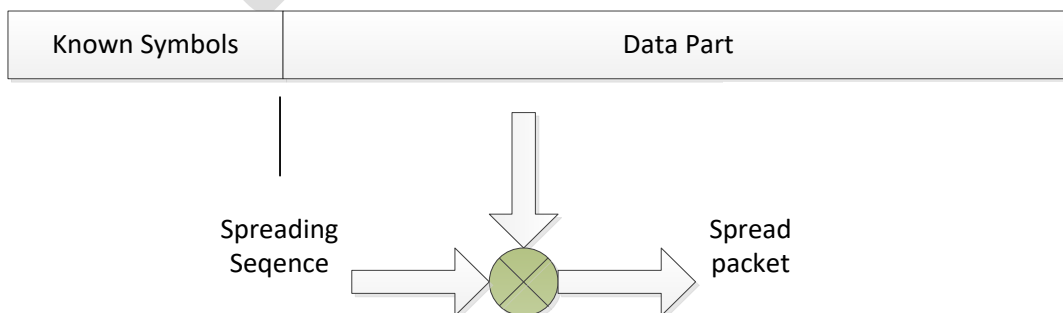 Known Symbols
Data Part
Spreading
Seqence
Spread
packet